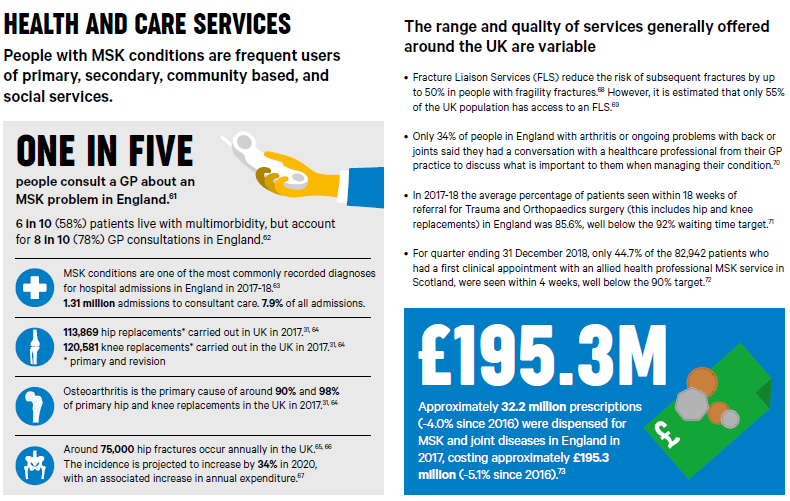 HEALTH AND CARE SERVICES
People with MSK conditions are frequent users
of primary, secondary, community based, and
social services.
ONE IN FIVE
people consult a GP about an
MSK problem in England.⁶¹
6 in 10 (58%) patients live with multimorbidity, but account
for 8 in 10 (78%) GP consultations in England.⁶²
MSK conditions are one of the most commonly recorded diagnoses
for hospital admissions in England in 2017-18.⁶³
1.31 million admissions to consultant care. 7.9% of all admissions.
113,869 hip replacements* carried out in UK in 2017.³¹, ⁶⁴
120,581 knee replacements* carried out in the UK in 2017.³¹, ⁶⁴
* primary and revision
Osteoarthritis is the primary cause of around 90% and 98%
of primary hip and knee replacements in the UK in 2017.³¹, ⁶⁴
Around 75,000 hip fractures occur annually in the UK.⁶⁵, ⁶⁶
The incidence is projected to increase by 34% in 2020,
with an associated increase in annual expenditure.⁶⁷
The range and quality of services generally offered
around the UK are variable
• Fracture Liaison Services (FLS) reduce the risk of subsequent fractures by up
to 50% in people with fragility fractures.⁶⁸ However, it is estimated that only 55%
of the UK population has access to an FLS.⁶⁹
• Only 34% of people in England with arthritis or ongoing problems with back or
joints said they had a conversation with a healthcare professional from their GP
practice to discuss what is important to them when managing their condition.⁷⁰
• In 2017-18 the average percentage of patients seen within 18 weeks of
referral for Trauma and Orthopaedics surgery (this includes hip and knee
replacements) in England was 85.6%, well below the 92% waiting time target.⁷¹
• For quarter ending 31 December 2018, only 44.7% of the 82,942 patients who
had a first clinical appointment with an allied health professional MSK service in
Scotland, were seen within 4 weeks, well below the 90% target.⁷²
£195.3M
Approximately 32.2 million prescriptions
(-4.0% since 2016) were dispensed for
MSK and joint diseases in England in
2017, costing approximately £195.3
million (-5.1% since 2016).⁷³
£